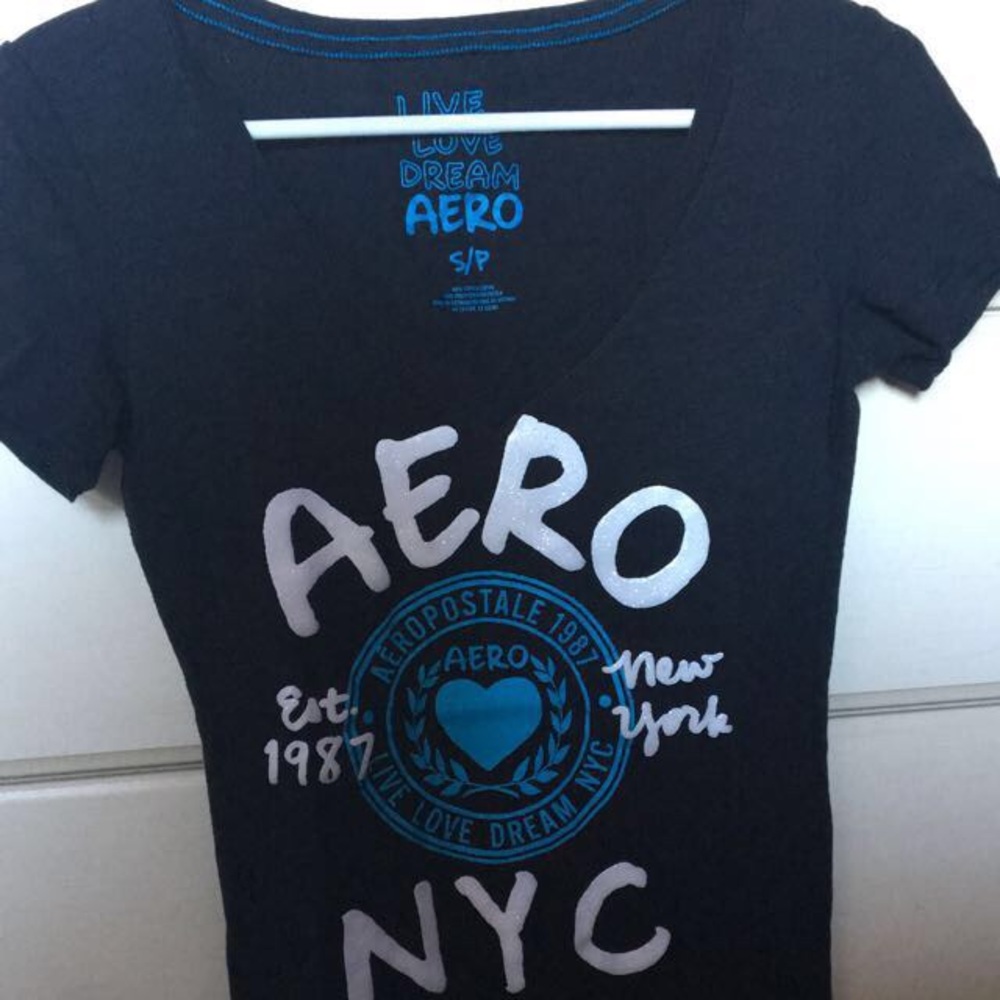 LIVE
LOVE
DREAM
AERO
S/P
AERO
AEROPOSTALE 1987
AERO
New
York
Est.
1987
LIVE LOVE DREAM NYC
NYC